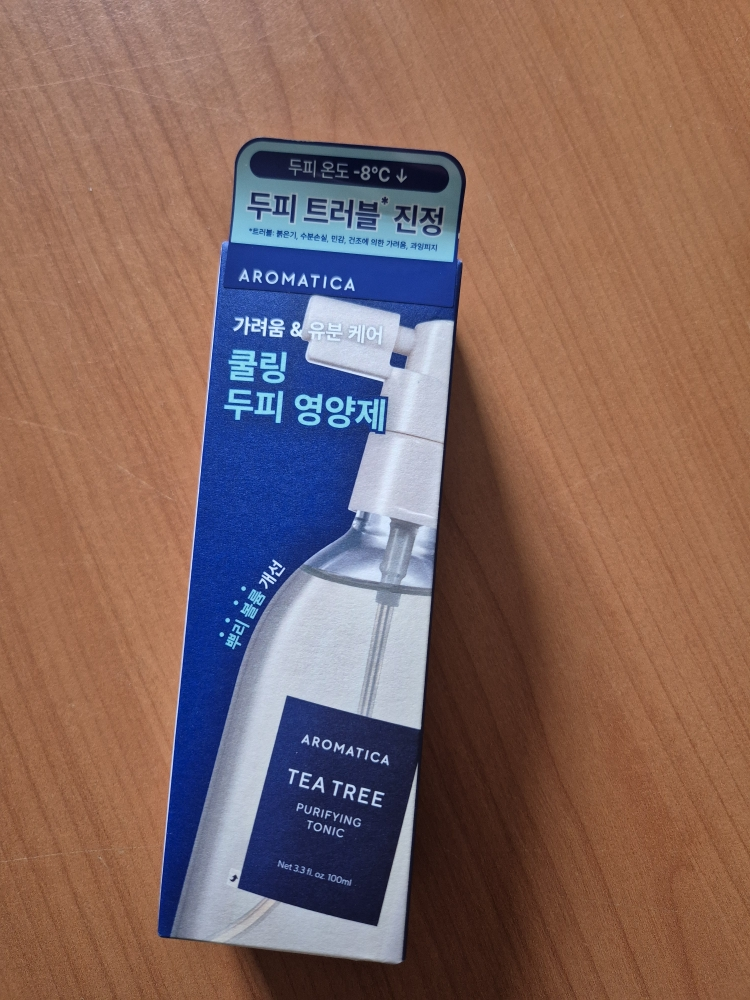 두피 온도 -8℃ ↓
두피 트러블* 진정
*트러블: 붉은기, 수분손실, 민감, 건조에 의한 가려움, 과잉피지
AROMATICA
가려움 & 유분 케어
쿨링
두피 영양제
뿌리 볼륨 개선
AROMATICA
TEA TREE
PURIFYING
TONIC
Net 3.3 fl. oz. 100ml